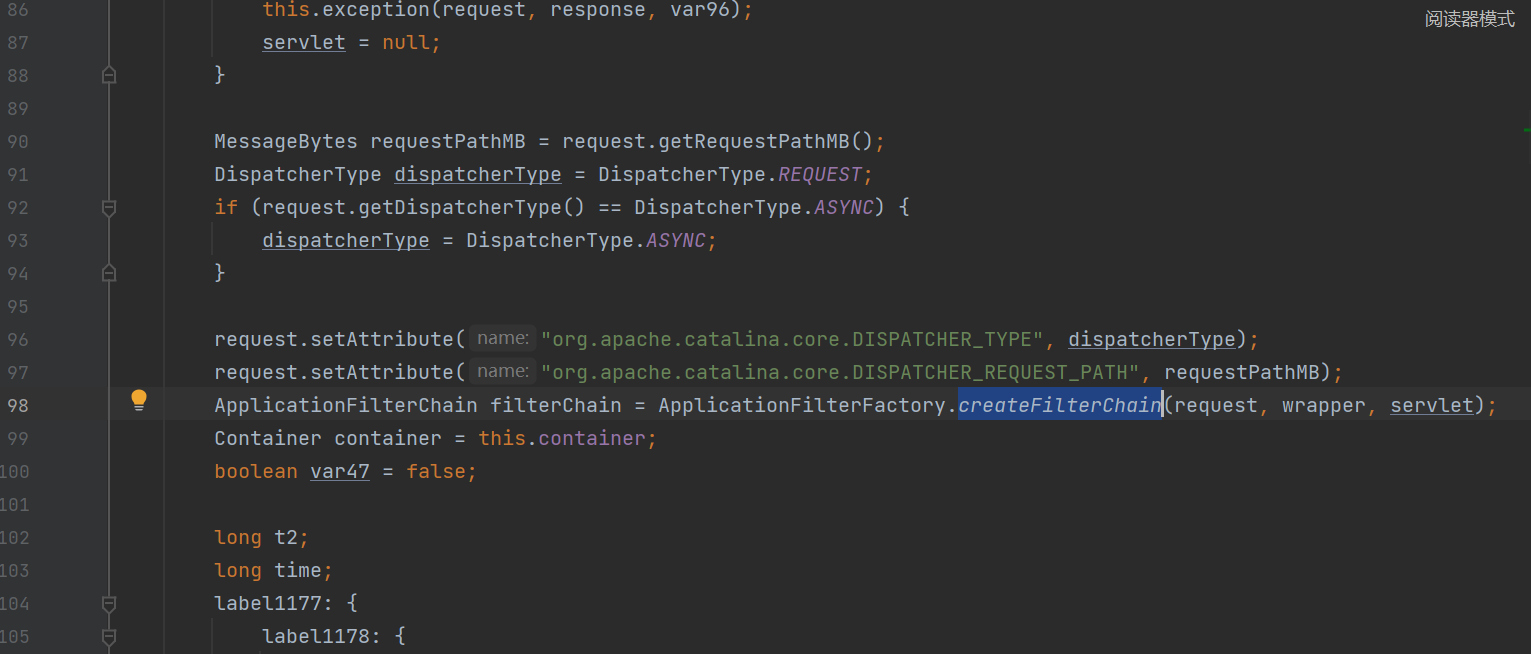 86 this.exception(request, response, var96);
阅读器模式
87 servlet = null;
88 }
89
90 MessageBytes requestPathMB = request.getRequestPathMB();
91 DispatcherType dispatcherType = DispatcherType.REQUEST;
92 if (request.getDispatcherType() == DispatcherType.ASYNC) {
93 dispatcherType = DispatcherType.ASYNC;
94 }
95
96 request.setAttribute( name: "org.apache.catalina.core.DISPATCHER_TYPE", dispatcherType);
97 request.setAttribute( name: "org.apache.catalina.core.DISPATCHER_REQUEST_PATH", requestPathMB);
98 ApplicationFilterChain filterChain = ApplicationFilterFactory.createFilterChain(request, wrapper, servlet);
99 Container container = this.container;
100 boolean var47 = false;
101
102 long t2;
103 long time;
104 label1177: {
105 label1178: {